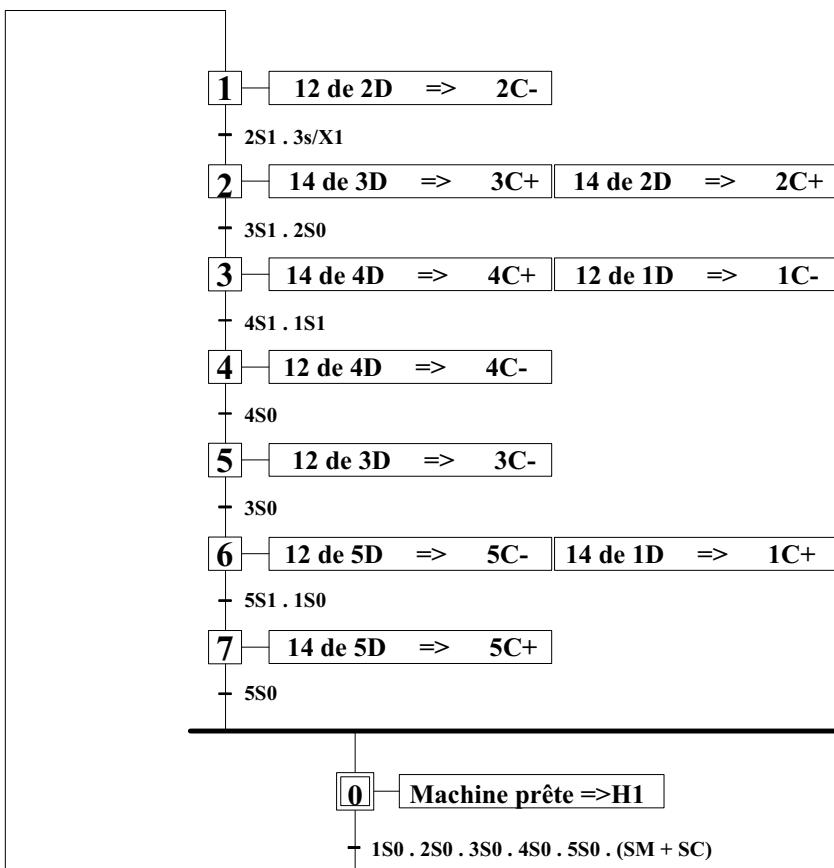 1 12 de 2D => 2C-
2S1 . 3s/X1
2 14 de 3D => 3C+ 14 de 2D => 2C+
3S1 . 2S0
3 14 de 4D => 4C+ 12 de 1D => 1C-
4S1 . 1S1
4 12 de 4D => 4C-
4S0
5 12 de 3D => 3C-
3S0
6 12 de 5D => 5C- 14 de 1D => 1C+
5S1 . 1S0
7 14 de 5D => 5C+
5S0
0 Machine prête =>H1
1S0 . 2S0 . 3S0 . 4S0 . 5S0 . (SM + SC)